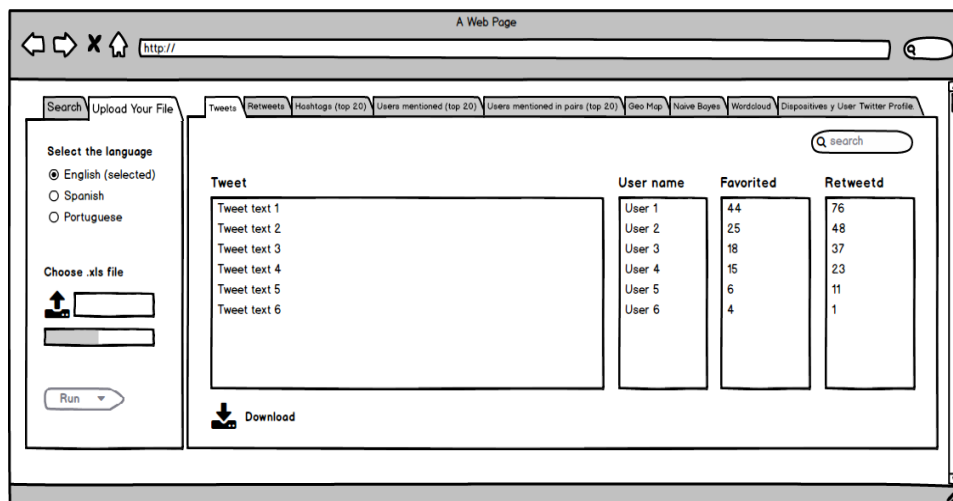 A Web Page
http://
Search
Upload Your File
Tweets
Retweets
Hashtags (top 20)
Users mentioned (top 20)
Users mentioned in pairs (top 20)
Geo Map
Naive Bayes
Wordcloud
Dispositives y User Twitter Profile.
search
Select the language
English (selected)
Spanish
Portuguese
Choose .xls file
Run
Tweet User name Favorited Retweetd
Tweet text 1 User 1 44 76
Tweet text 2 User 2 25 48
Tweet text 3 User 3 18 37
Tweet text 4 User 4 15 23
Tweet text 5 User 5 6 11
Tweet text 6 User 6 4 1
Download